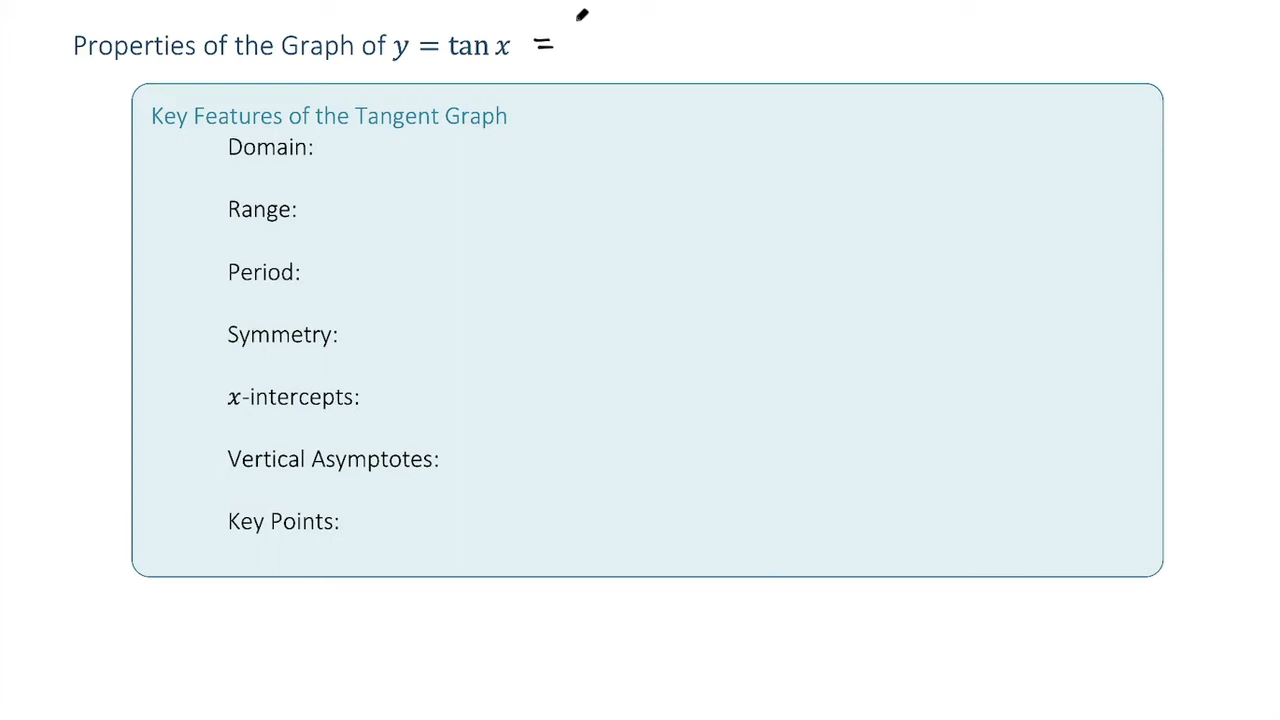 Properties of the Graph of y = tan x =
Key Features of the Tangent Graph
Domain:
Range:
Period:
Symmetry:
x-intercepts:
Vertical Asymptotes:
Key Points: